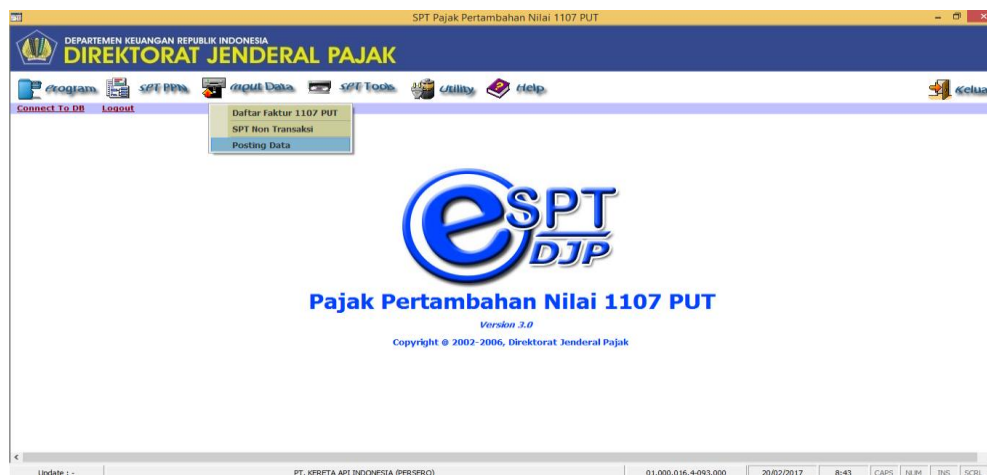 SPT Pajak Pertambahan Nilai 1107 PUT
DEPARTEMEN KEUANGAN REPUBLIK INDONESIA
DIREKTORAT JENDERAL PAJAK
Program SPT PPN Input Data SPT Tools Utility Help Kelua
Connect To DB Logout
Daftar Faktur 1107 PUT
SPT Non Transaksi
Posting Data
eSPT
DJP
Pajak Pertambahan Nilai 1107 PUT
Version 3.0
Copyright @ 2002-2006, Direktorat Jenderal Pajak
Update : - PT. KERETA API INDONESIA (PERSERO) 01.000.016.4-093.000 20/02/2017 8:43 CAPS NUM INS SCRL